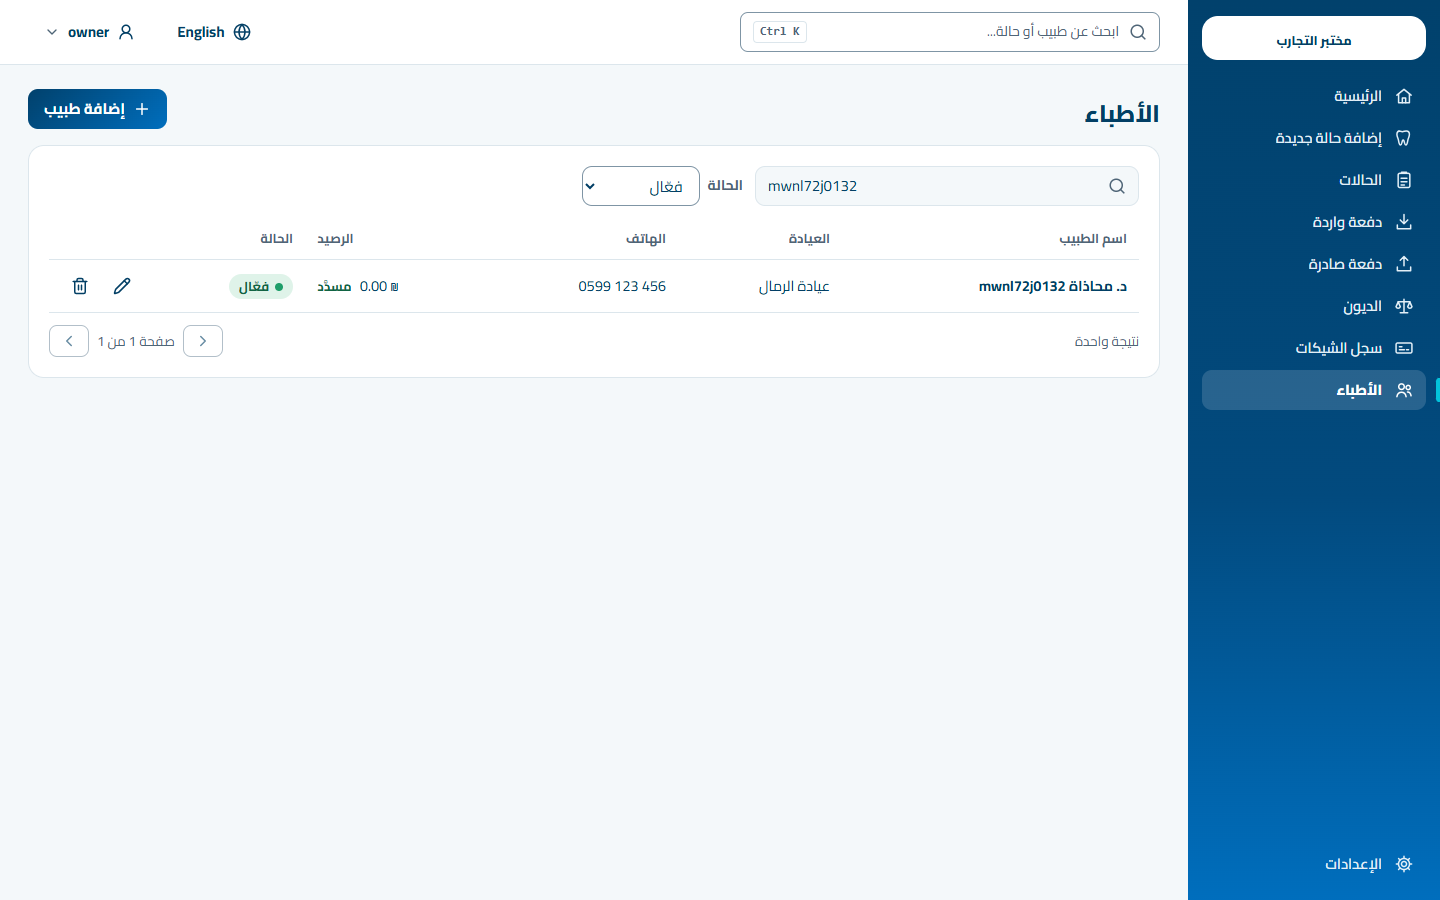 مختبر التجارب
الرئيسية
إضافة حالة جديدة
الحالات
دفعة واردة
دفعة صادرة
الديون
سجل الشيكات
الأطباء
الإعدادات
ابحث عن طبيب أو حالة...
Ctrl K
English
owner
الأطباء
إضافة طبيب
mwnl72j0132
الحالة
فعّال
اسم الطبيب العيادة الهاتف الرصيد الحالة
د. محاذاة mwnl72j0132 عيادة الرمال 0599 123 456 ₪ 0.00 مسدَّد فعّال
نتيجة واحدة
صفحة 1 من 1